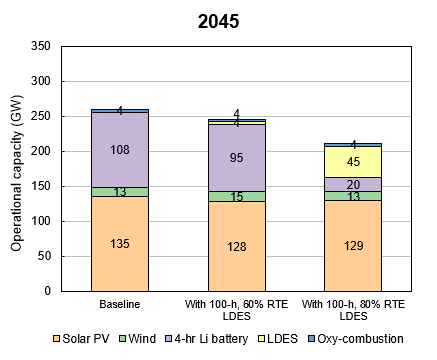 2045
Operational capacity (GW)
350
300
250
200
150
100
50
0
4
108
13
135
4
4
95
15
128
4
45
20
13
129
Baseline
With 100-h, 60% RTE
LDES
With 100-h, 80% RTE
LDES
Solar PV
Wind
4-hr Li battery
LDES
Oxy-combustion